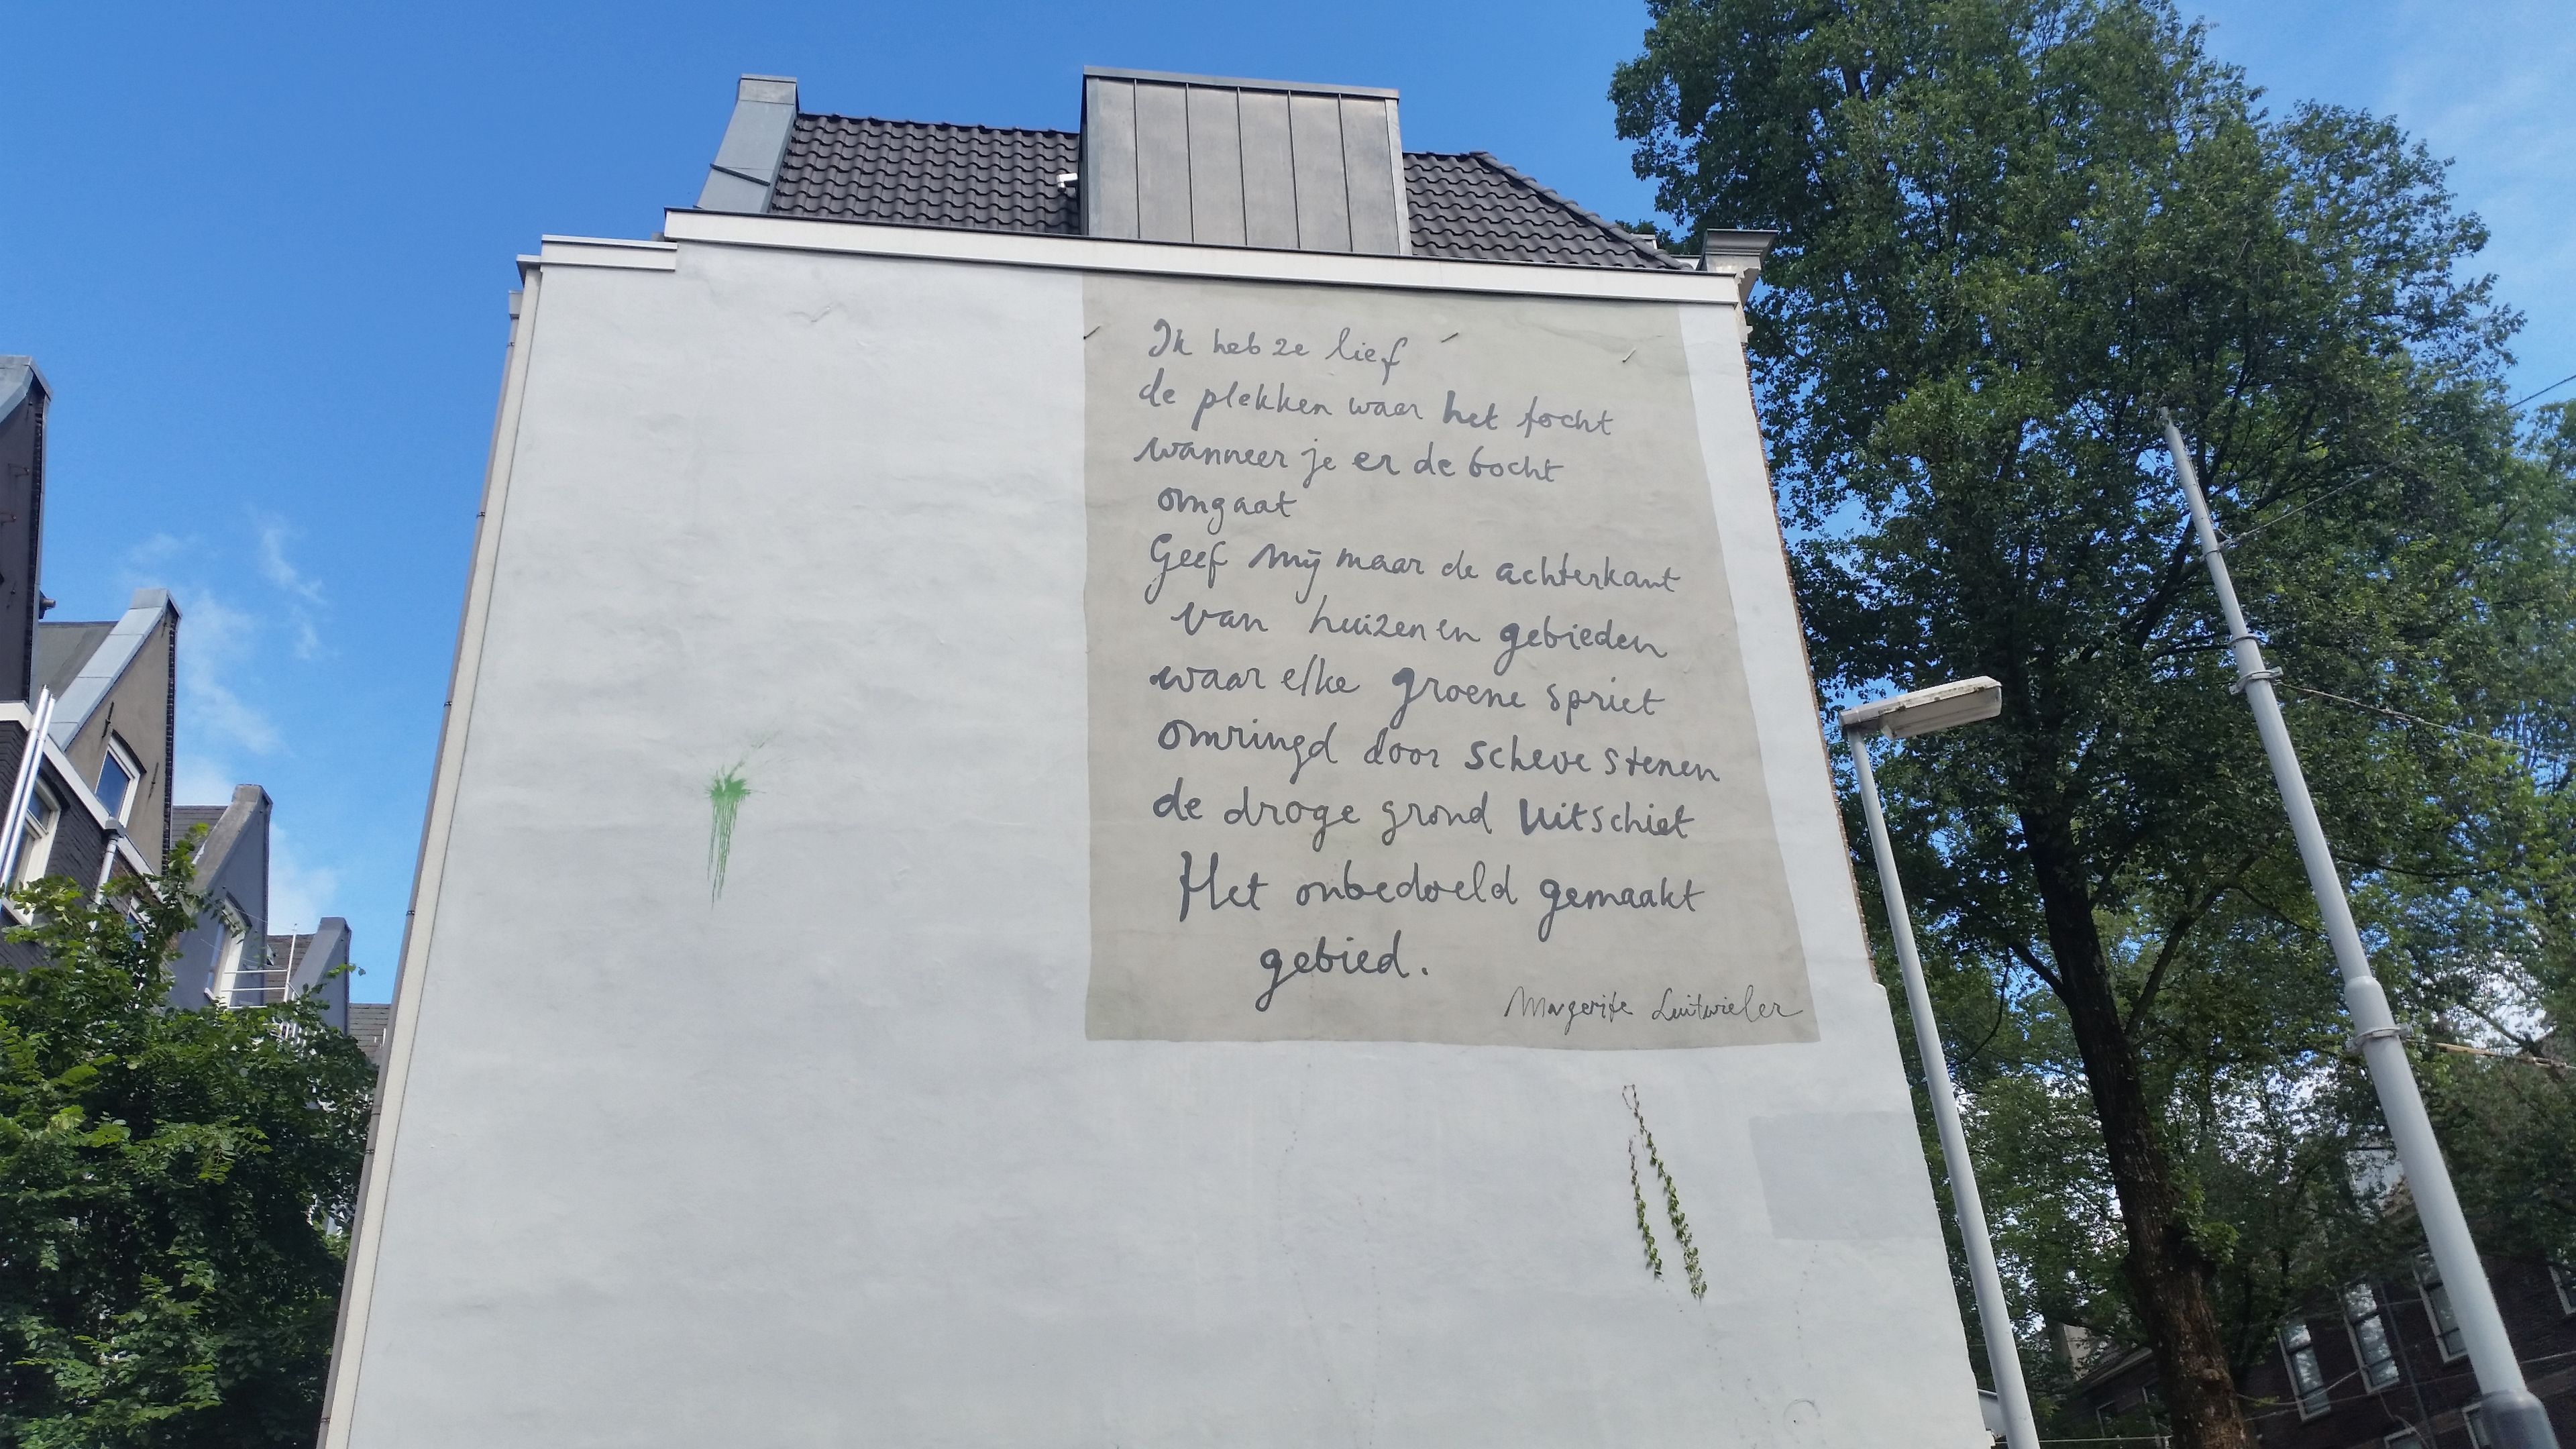 Ik heb ze lief
de plekken waar het tocht
wanneer je er de bocht
omgaat
Geef mij maar de achterkant
van huizen en gebieden
waar elke groene spriet
omringd door scheve stenen
de droge grond uitschiet
Het onbedoeld gemaakt
gebied.
Margerite Luitwieler